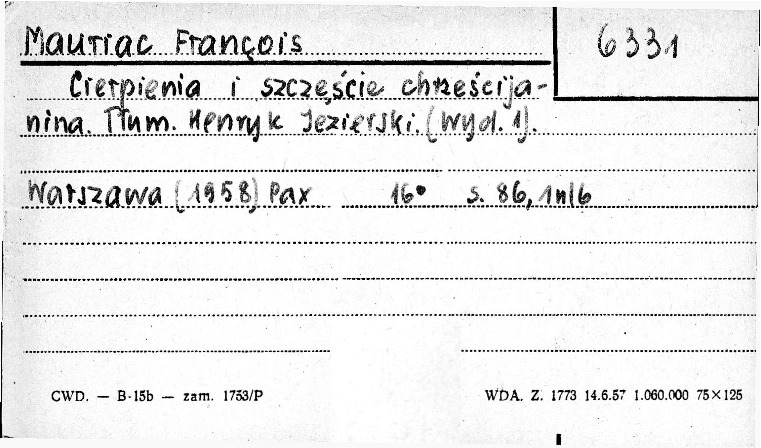 Mauriac François
6331
Cierpienia i szczęście chrześcija-
nina. Tłum. Henryk Jezierski. (Wyd. 1).
Warszawa (1958) Pax 16° s. 86, 1nlb
CWD. — B-15b — zam. 1753/P
WDA. Z. 1773 14.6.57 1.060.000 75×125